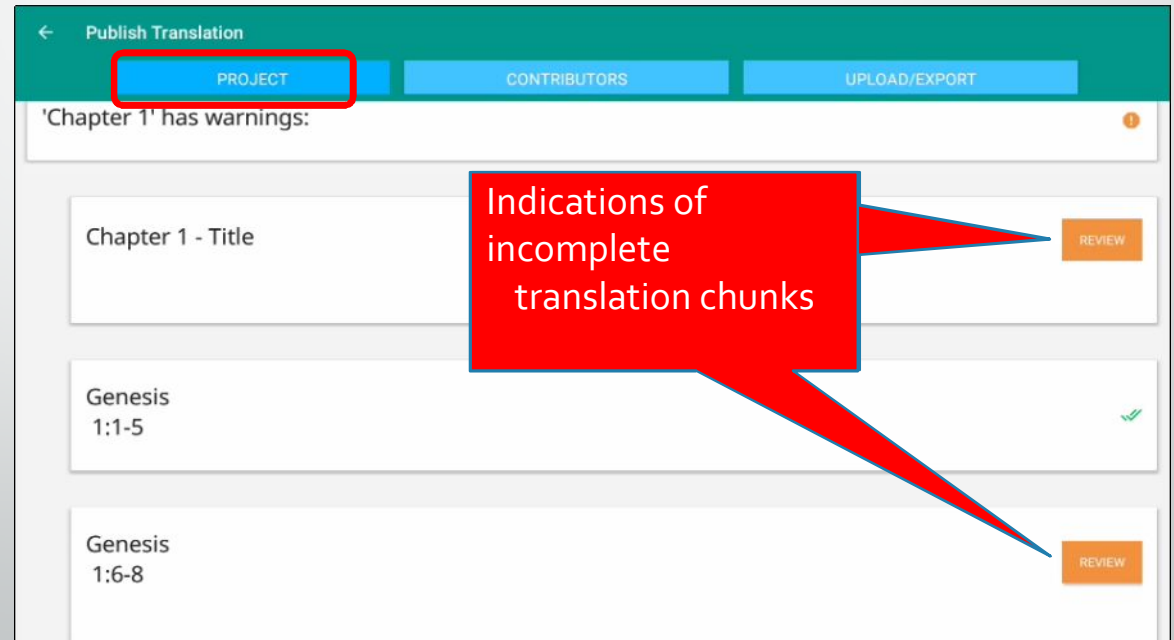 Publish Translation
PROJECT
CONTRIBUTORS
UPLOAD/EXPORT
'Chapter 1' has warnings:
Chapter 1 - Title
REVIEW
Indications of
incomplete
translation chunks
Genesis
1:1-5
Genesis
1:6-8
REVIEW